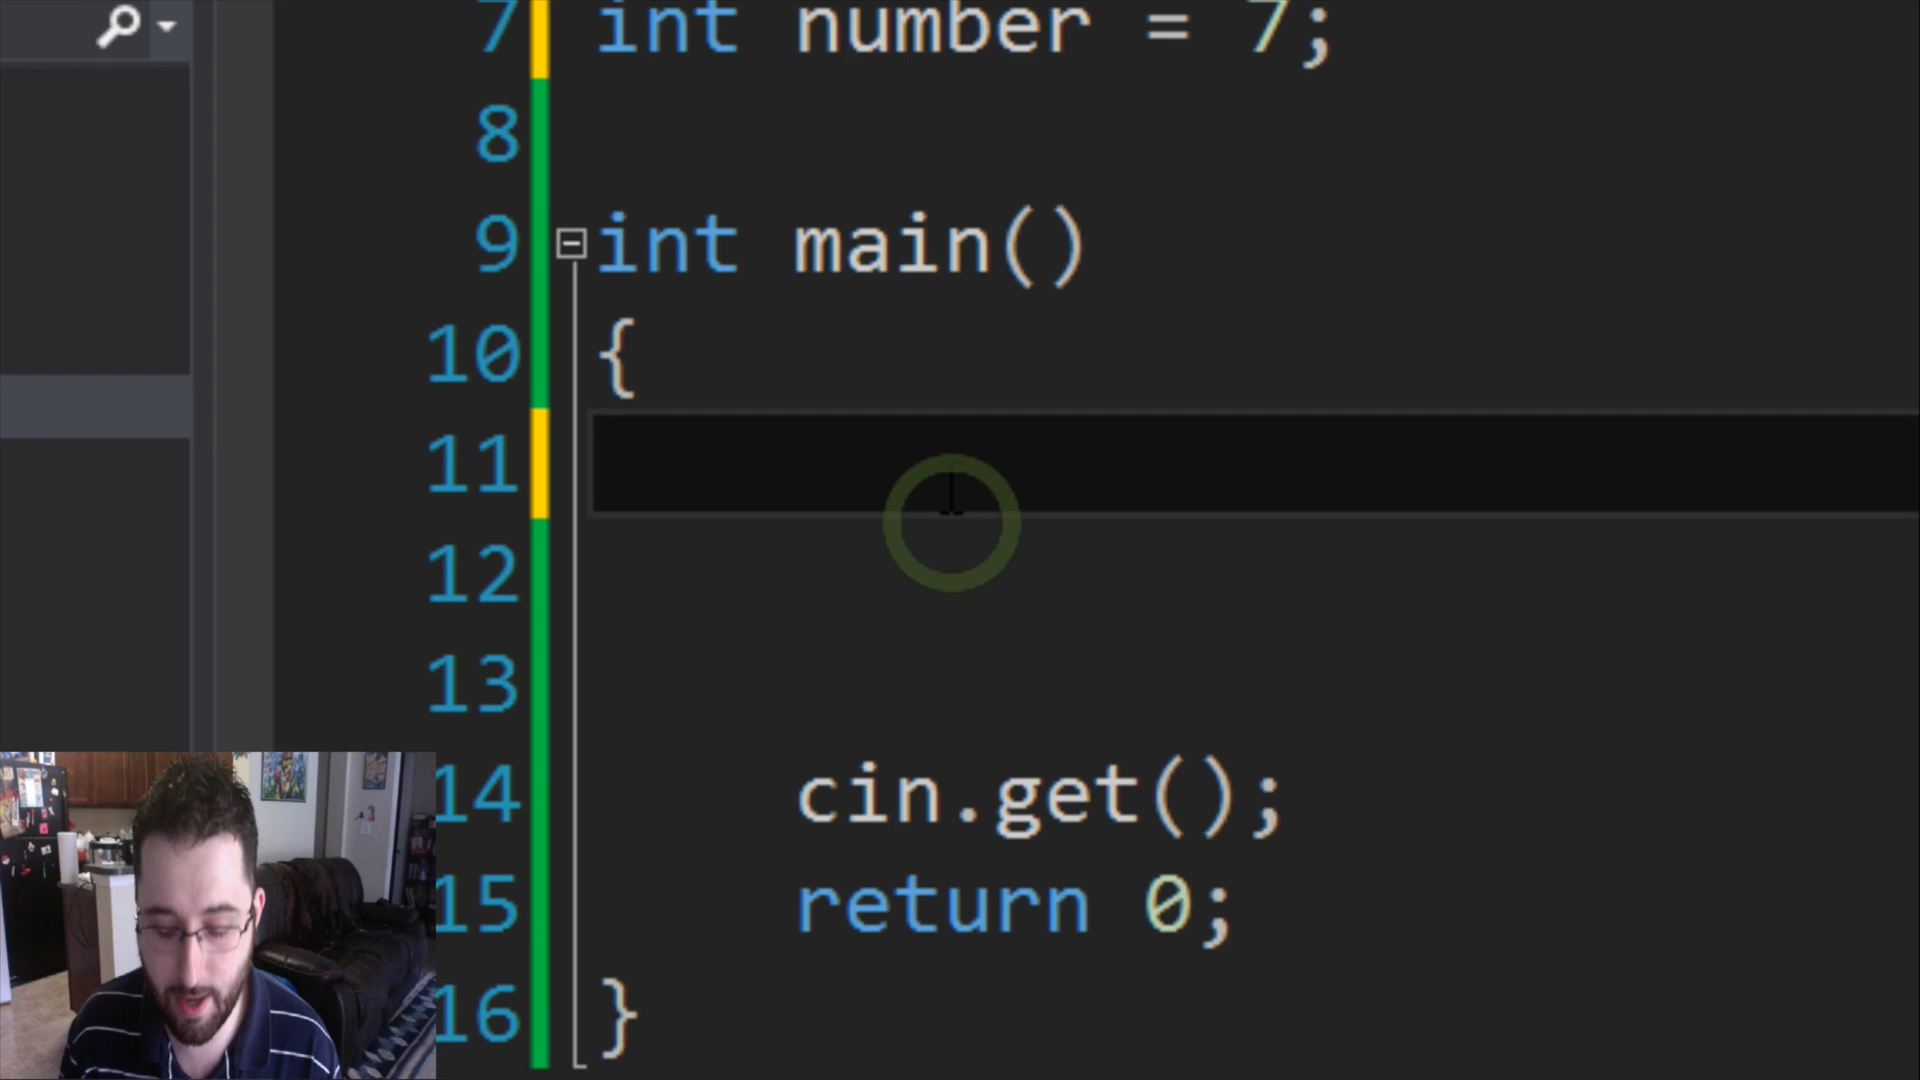 7 int number = 7;
8
9 int main()
10 {
11
12
13
14 cin.get();
15 return 0;
16 }